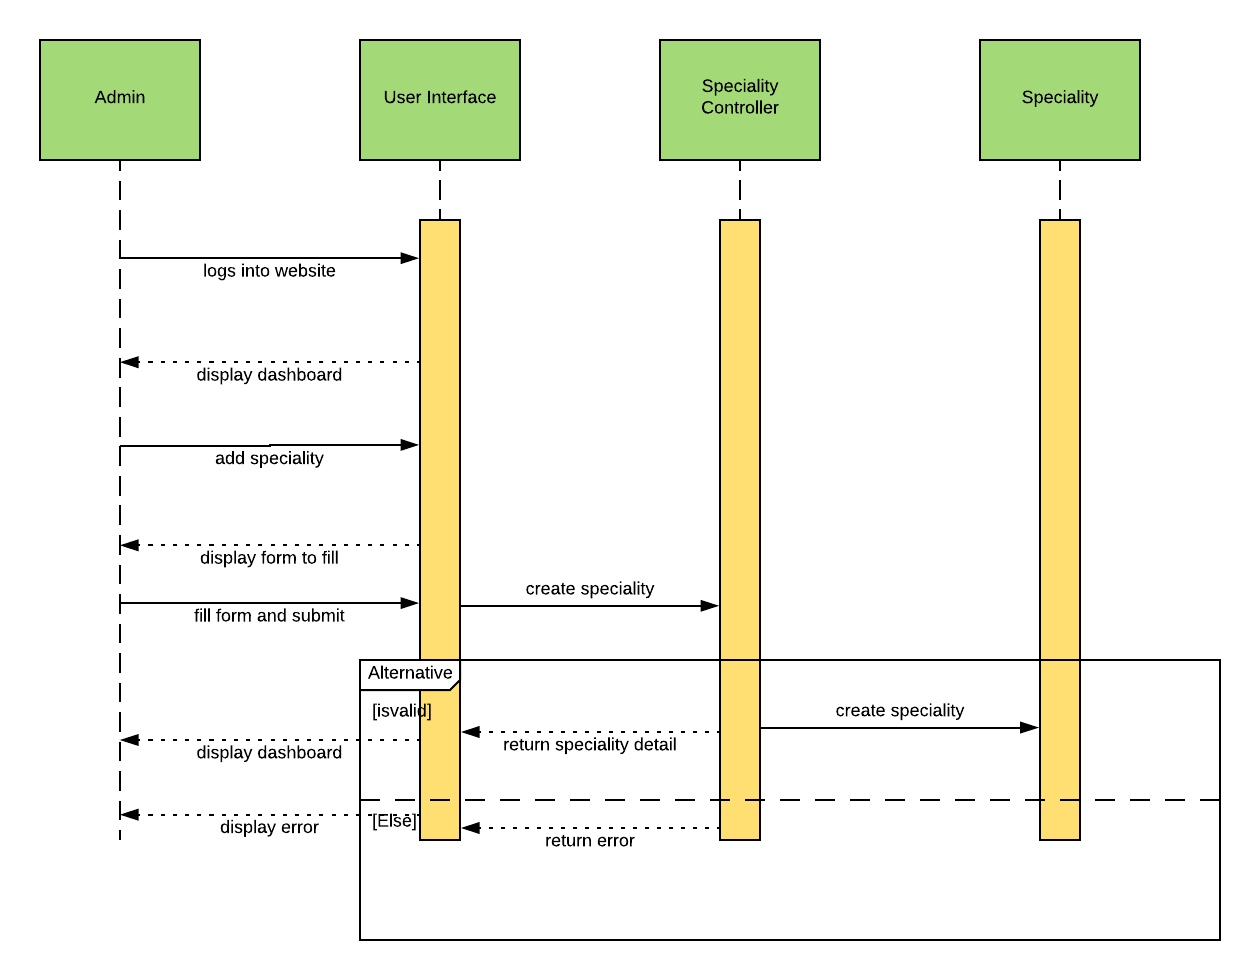 Admin
User Interface
Speciality
Controller
Speciality
logs into website
display dashboard
add speciality
display form to fill
create speciality
fill form and submit
Alternative
[isvalid]
create speciality
return speciality detail
display dashboard
[Else]
display error
return error